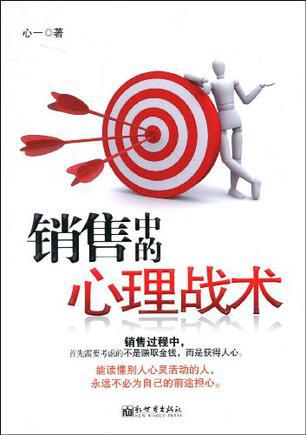 心一◎著
销售中的
心理战术
销售过程中，
首先需要考虑的不是赚取金钱，而是获得人心。
能读懂别人心灵活动的人，
永远不必为自己的前途担心。
新世界出版社